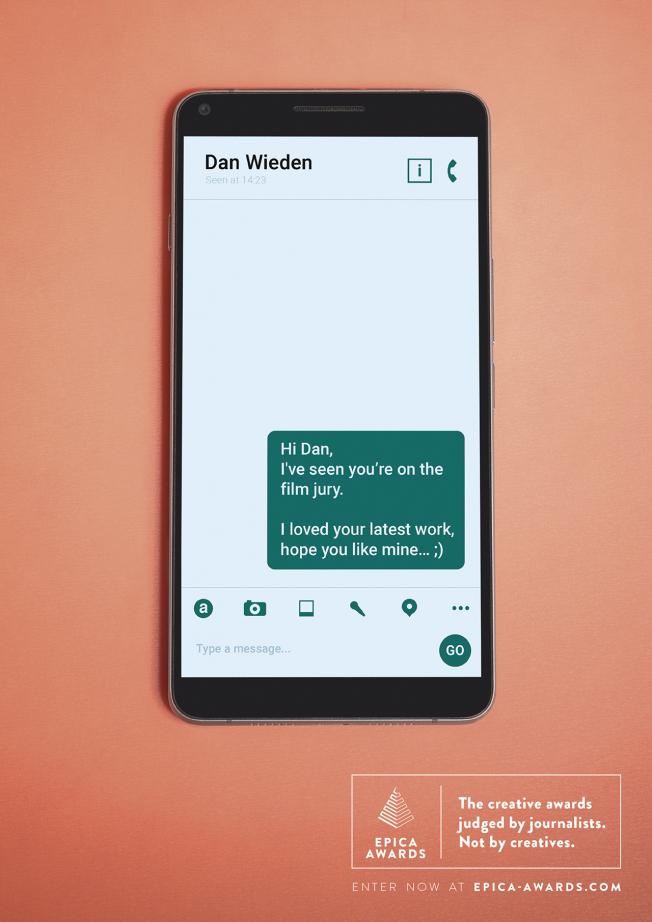 Dan Wieden
Seen at 14:23
i
Hi Dan,
I've seen you're on the
film jury.
I loved your latest work,
hope you like mine... ;)
a
Type a message...
GO
EPICA
AWARDS
The creative awards
judged by journalists.
Not by creatives.
ENTER NOW AT EPICA-AWARDS.COM